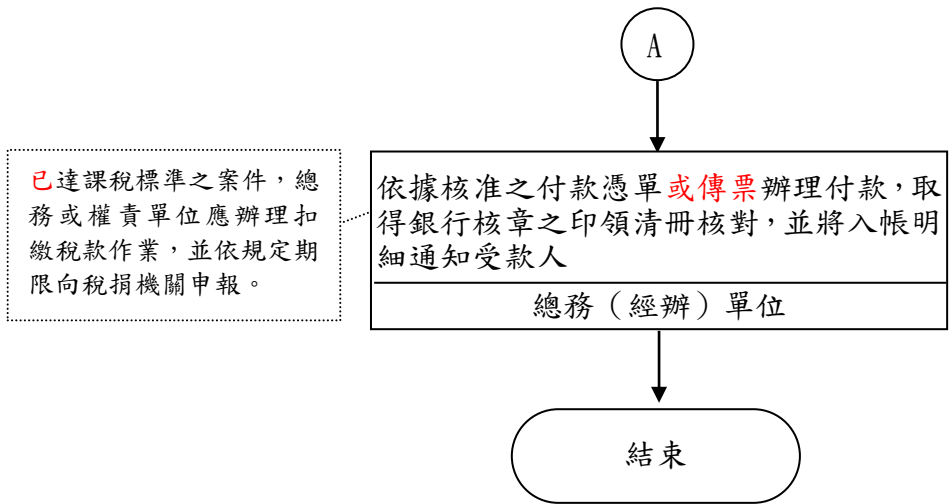 A
已達課稅標準之案件，總
務或權責單位應辦理扣
繳稅款作業，並依規定期
限向稅捐機關申報。
依據核准之付款憑單或傳票辦理付款，取
得銀行核章之印領清冊核對，並將入帳明
細通知受款人
總務（經辦）單位
結束